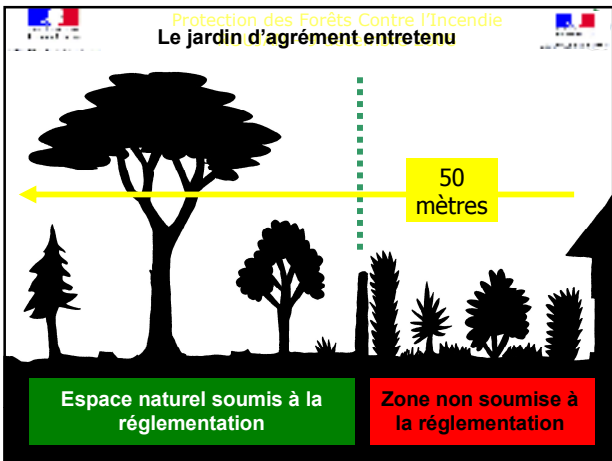 Protection des Forêts Contre l'Incendie
Le jardin d'agrément entretenu
50
mètres
Espace naturel soumis à la
réglementation
Zone non soumise à
la réglementation